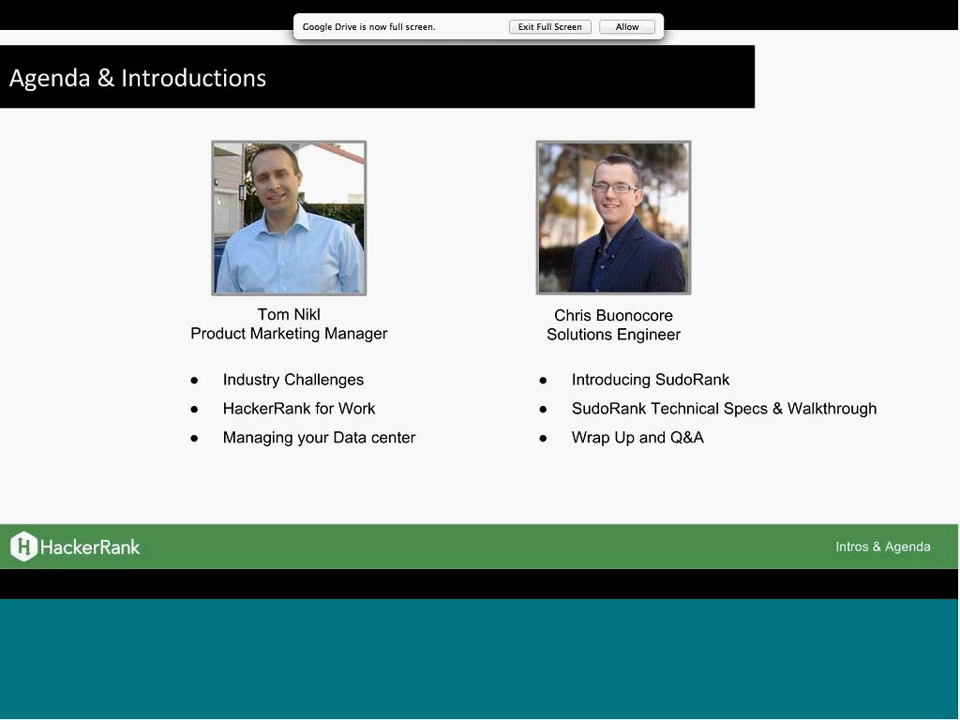 Google Drive is now full screen. Exit Full Screen Allow
Agenda & Introductions
Tom Nikl
Product Marketing Manager
● Industry Challenges
● HackerRank for Work
● Managing your Data center
Chris Buonocore
Solutions Engineer
● Introducing SudoRank
● SudoRank Technical Specs & Walkthrough
● Wrap Up and Q&A
H HackerRank
Intros & Agenda